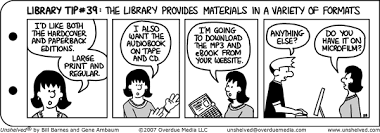 LIBRARY TIP #39: THE LIBRARY PROVIDES MATERIALS IN A VARIETY OF FORMATS
I'D LIKE BOTH
THE HARDCOVER
AND PAPERBACK
EDITIONS.
LARGE
PRINT AND
REGULAR.
I ALSO
WANT THE
AUDIOBOOK
ON TAPE
AND CD.
I'M GOING
TO DOWNLOAD
THE MP3 AND
eBOOK FROM
YOUR WEBSITE.
ANYTHING
ELSE?
DO YOU
HAVE IT ON
MICROFILM?
Unshelved® by Bill Barnes and Gene Ambaum
©2007 Overdue Media LLC
www.unshelved.com
unshelved@overduemedia.com